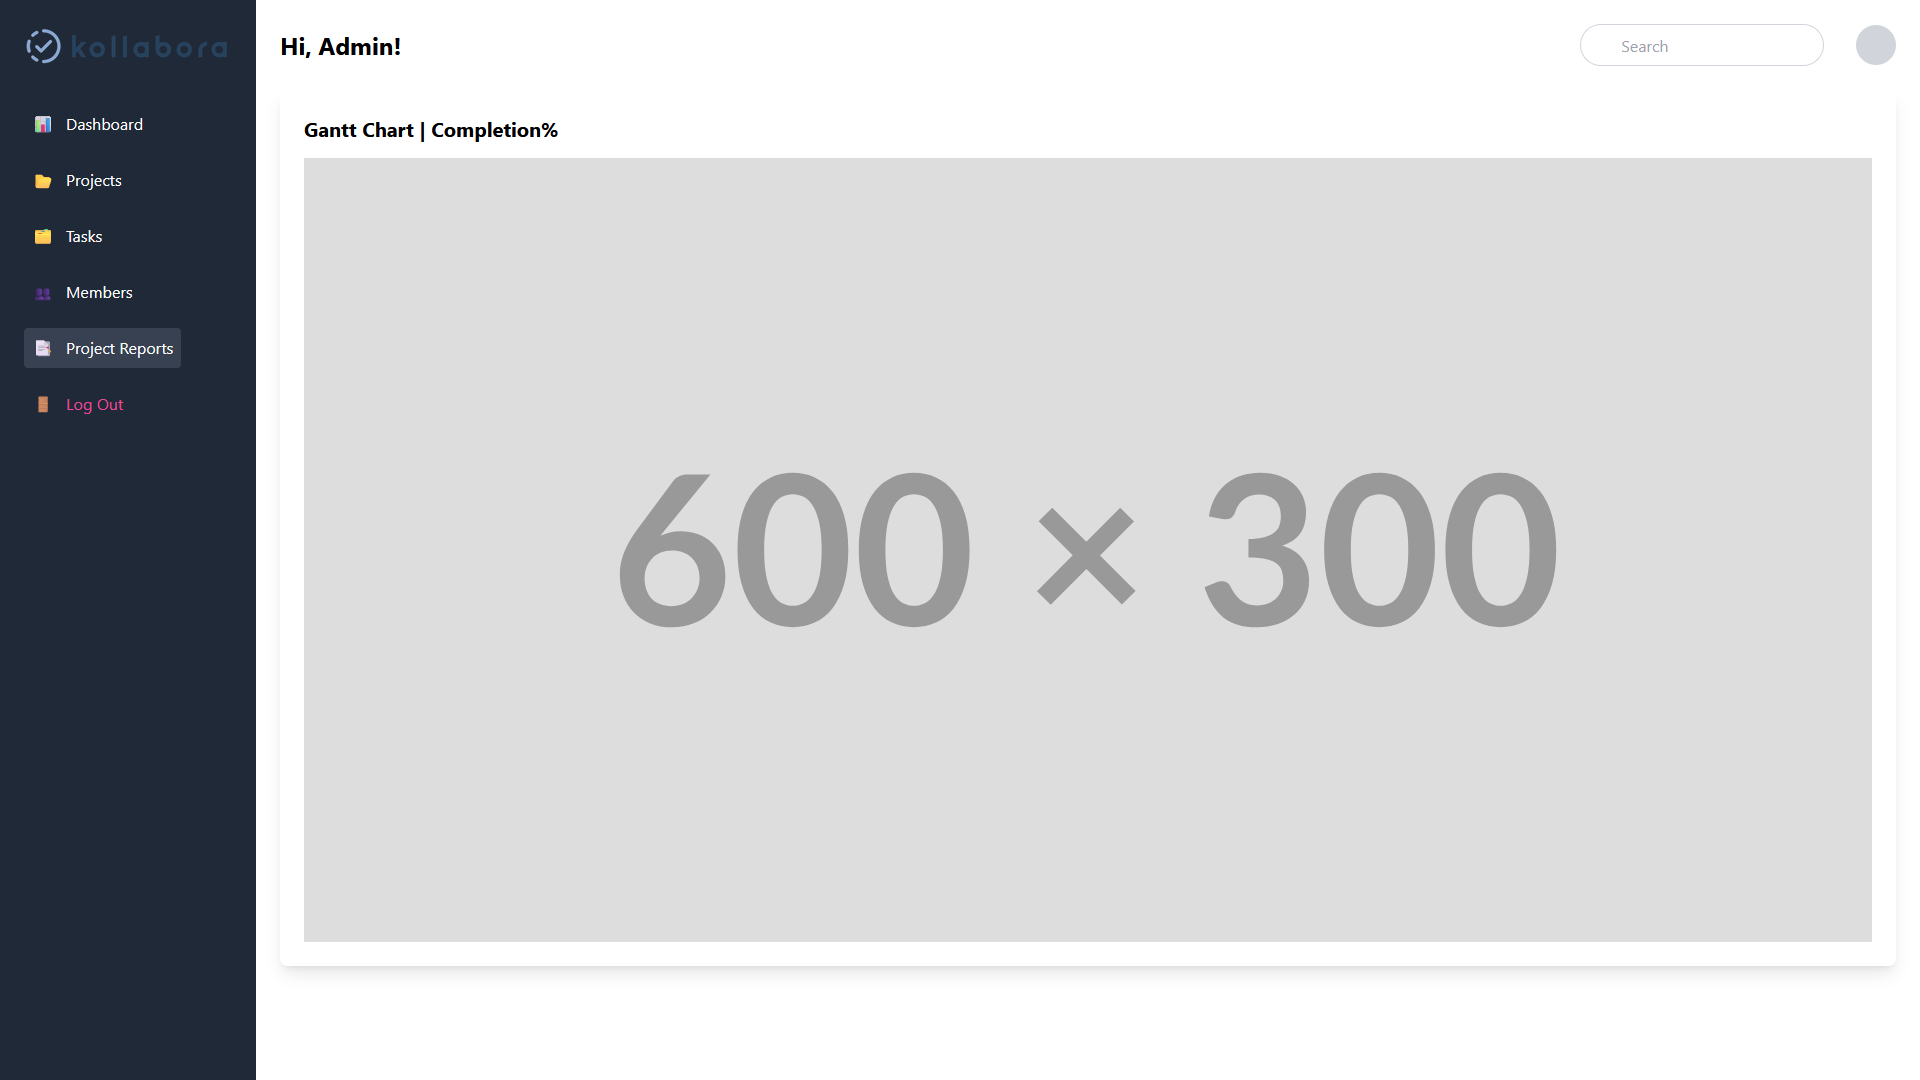 kollabora
Dashboard
Projects
Tasks
Members
Project Reports
Log Out
Hi, Admin!
Search
Gantt Chart | Completion%
600 × 300